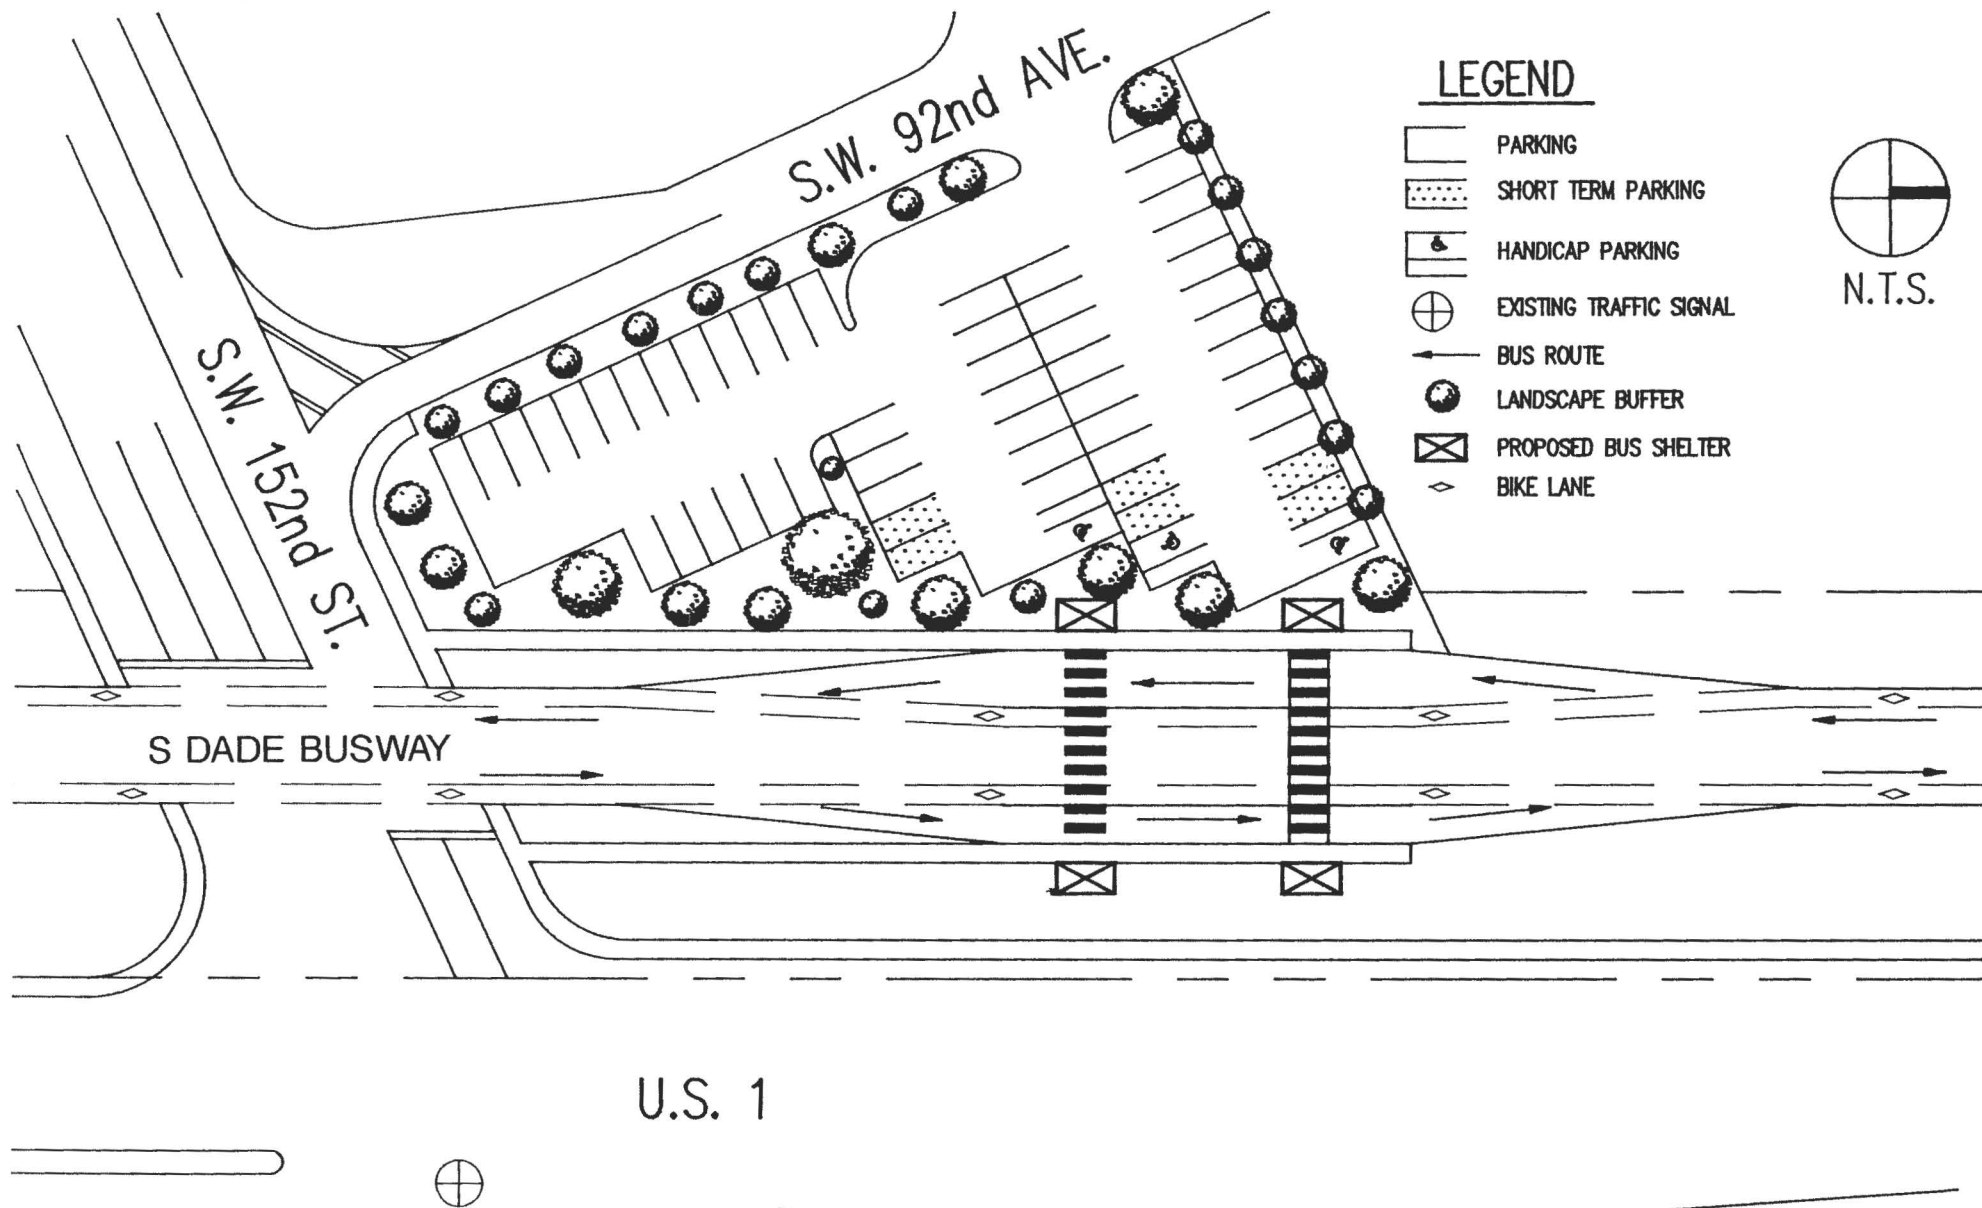 S.W. 92nd AVE.
LEGEND
PARKING
SHORT TERM PARKING
HANDICAP PARKING
EXISTING TRAFFIC SIGNAL
BUS ROUTE
LANDSCAPE BUFFER
PROPOSED BUS SHELTER
BIKE LANE
N.T.S.
S.W. 152nd ST.
S DADE BUSWAY
U.S. 1